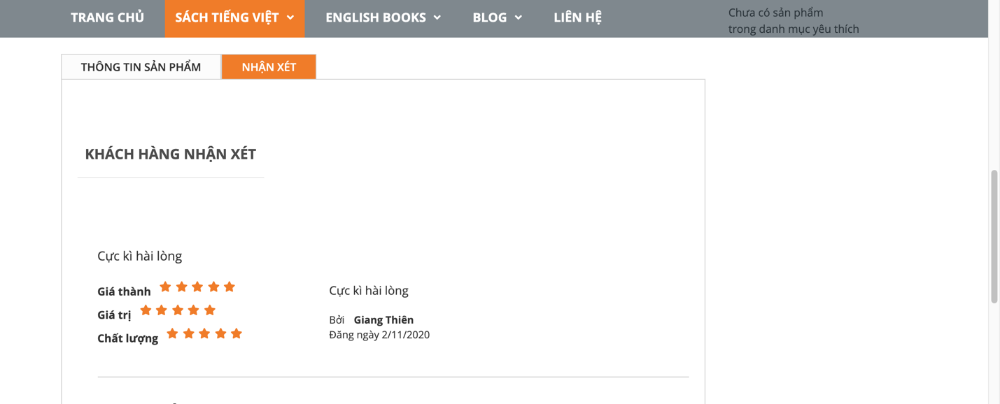 TRANG CHỦ SÁCH TIẾNG VIỆT ENGLISH BOOKS BLOG LIÊN HỆ
Chưa có sản phẩm
trong danh mục yêu thích
THÔNG TIN SẢN PHẨM NHẬN XÉT
KHÁCH HÀNG NHẬN XÉT
Cực kì hài lòng
Giá thành
Giá trị
Chất lượng
Cực kì hài lòng
Bởi Giang Thiên
Đăng ngày 2/11/2020